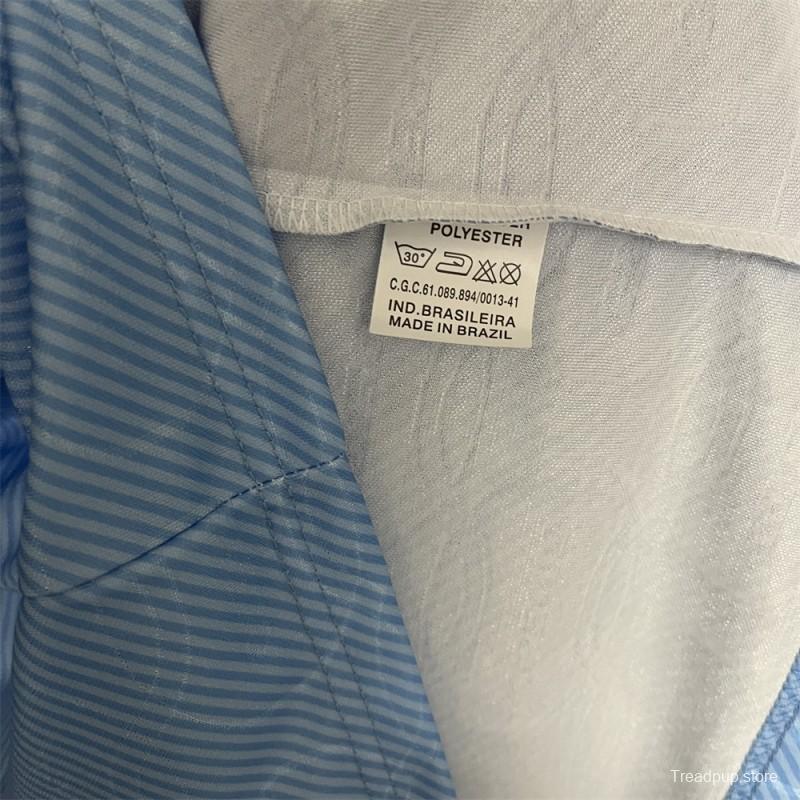 POLYESTER
30°
C.G.C.61.089.894/0013-41
IND.BRASILEIRA
MADE IN BRAZIL
Treadpup.store